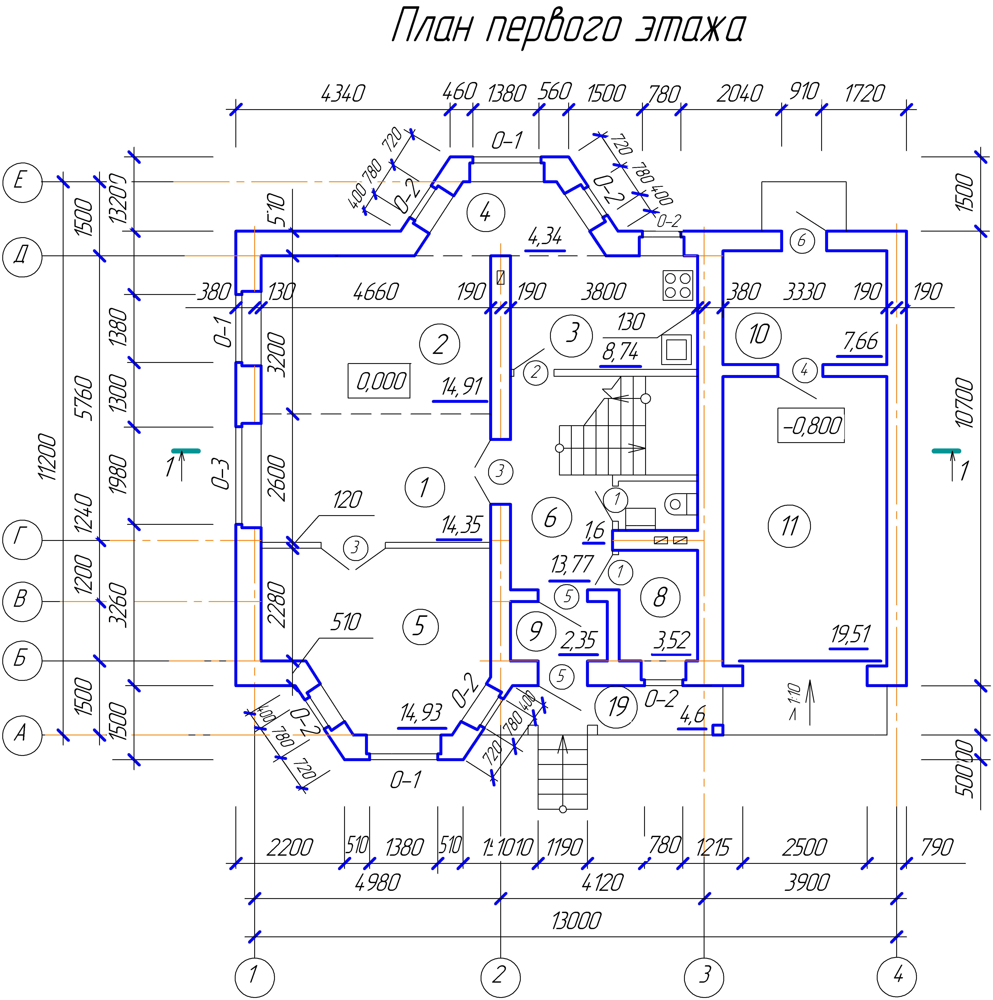 План первого этажа
4340 460 1380 560 1500 780 2040 910 1720
720 О-1 720
780 780
400 О-2 О-2 400
О-2
Е
1500 13200 510 4 1500
4,34 6
Д
380 130 4660 190 190 3800 380 3330 190 190
О-1 1380 3200 2 3 130 10 7,66
8,74
2 4
0,000 14,91
5760 1300 -0,800 10700
11200
1 О-3 1980 2600 3 1
1 120
1240 1 6 11
14,35 1,6
Г 3
13,77 1
1200 3260 2280 5 8
В
510 5 9 2,35 3,52 19,51
Б
5
1500 1500 О-2 19 О-2 1:10
400 О-2 14,93 400 4,6
А
780 780
720 720 500
О-1
2200 510 1380 510 1010 1190 780 1215 2500 790
4980 4120 3900
13000
1 2 3 4